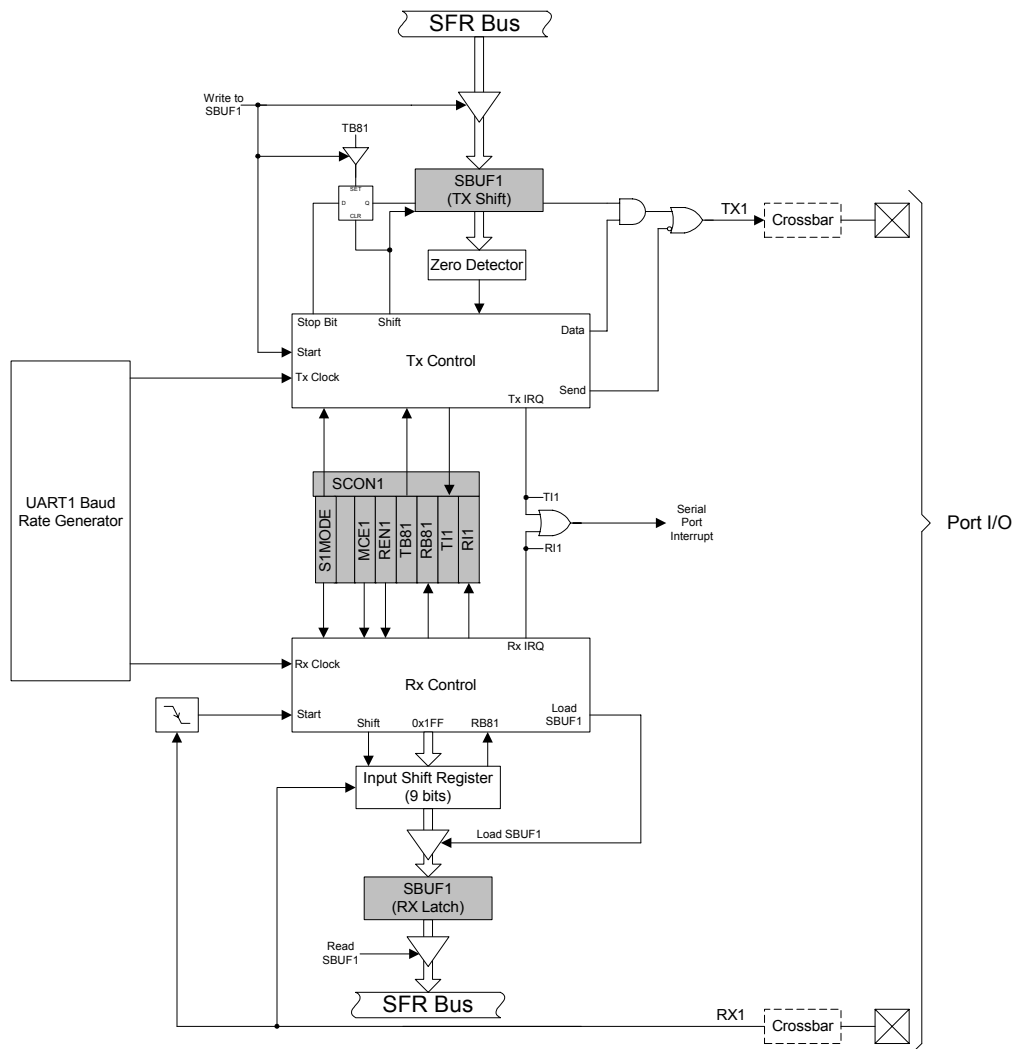 SFR Bus
Write to
SBUF1
TB81
SET
D Q
CLR
SBUF1
(TX Shift)
TX1
Crossbar
Zero Detector
Stop Bit
Shift
Data
Start
Tx Control
Tx Clock
Send
Tx IRQ
UART1 Baud
Rate Generator
SCON1
S1MODE
MCE1
REN1
TB81
RB81
TI1
RI1
TI1
RI1
Serial
Port
Interrupt
Port I/O
Rx IRQ
Rx Clock
Rx Control
Start
Load
SBUF1
Shift
0x1FF
RB81
Input Shift Register
(9 bits)
Load SBUF1
SBUF1
(RX Latch)
Read
SBUF1
SFR Bus
RX1
Crossbar